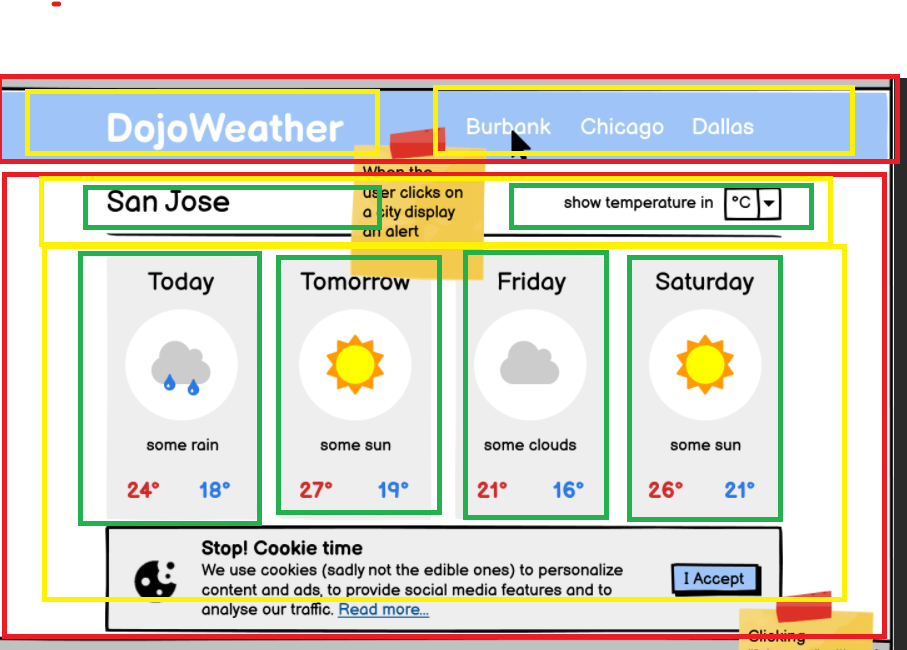 DojoWeather
Burbank Chicago Dallas
When the
user clicks on
a city display
an alert
San Jose
show temperature in °C
Today
Tomorrow
Friday
Saturday
some rain
some sun
some clouds
some sun
24° 18°
27° 19°
21° 16°
26° 21°
Stop! Cookie time
We use cookies (sadly not the edible ones) to personalize
content and ads, to provide social media features and to
analyse our traffic. Read more...
I Accept
Clicking